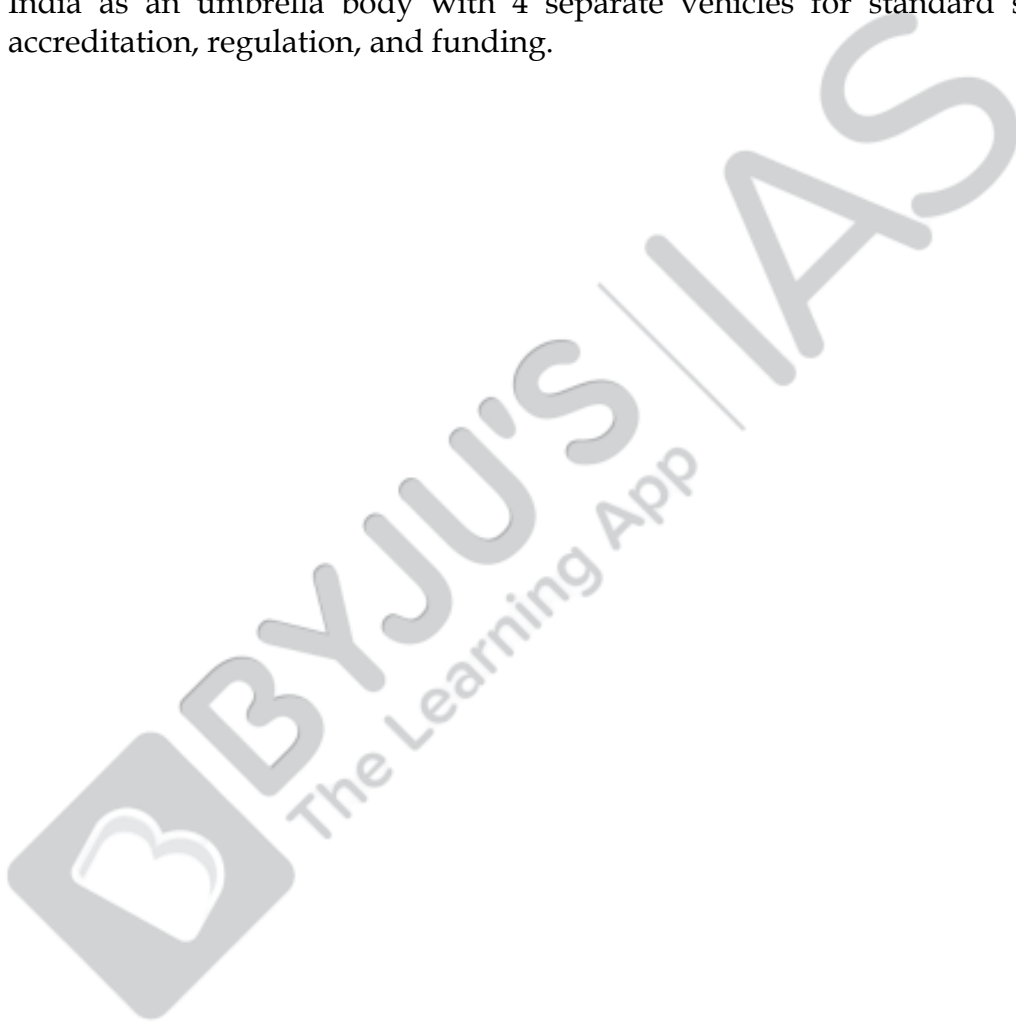 India as an umbrella body with 4 separate vehicles for standard s
accreditation, regulation, and funding.
IAS
BYJU'S
The Learning App